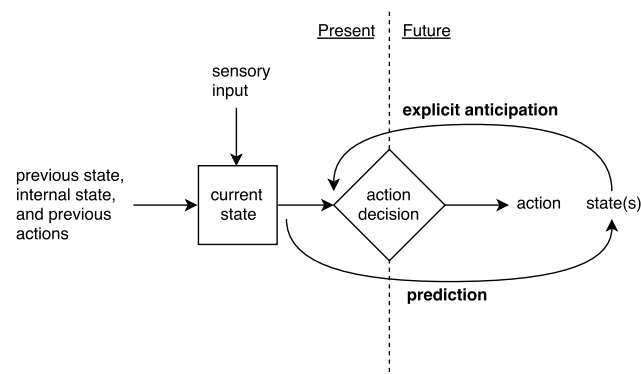 Present
Future
sensory
input
explicit anticipation
previous state,
internal state,
and previous
actions
current
state
action
decision
action
state(s)
prediction